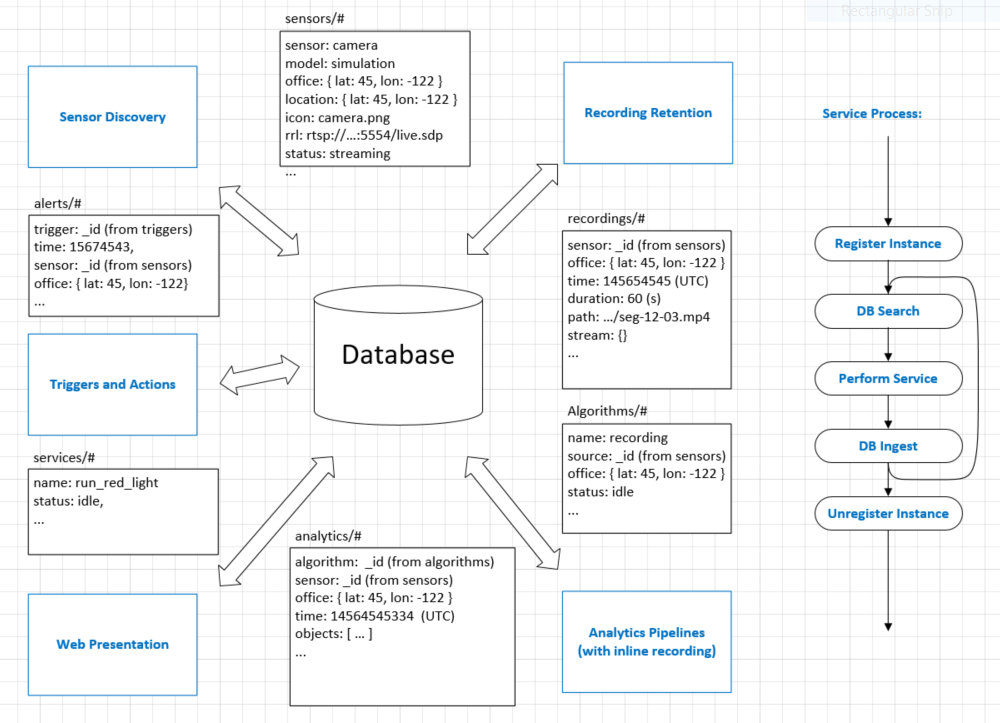 Rectangular Snip
sensors/#
sensor: camera
model: simulation
office: { lat: 45, lon: -122 }
location: { lat: 45, lon: -122 }
icon: camera.png
rrl: rtsp://…:5554/live.sdp
status: streaming
...
Sensor Discovery
Recording Retention
Service Process:
alerts/#
trigger: _id (from triggers)
time: 15674543,
sensor: _id (from sensors)
office: { lat: 45, lon: -122}
...
recordings/#
sensor: _id (from sensors)
office: { lat: 45, lon: -122 }
time: 145654545 (UTC)
duration: 60 (s)
path: …/seg-12-03.mp4
stream: {}
...
Register Instance
DB Search
Perform Service
DB Ingest
Unregister Instance
Database
Triggers and Actions
Algorithms/#
name: recording
source: _id (from sensors)
office: { lat: 45, lon: -122 }
status: idle
...
services/#
name: run_red_light
status: idle,
...
analytics/#
algorithm: _id (from algorithms)
sensor: _id (from sensors)
office: { lat: 45, lon: -122 }
time: 14564545334 (UTC)
objects: [ … ]
...
Web Presentation
Analytics Pipelines
(with inline recording)